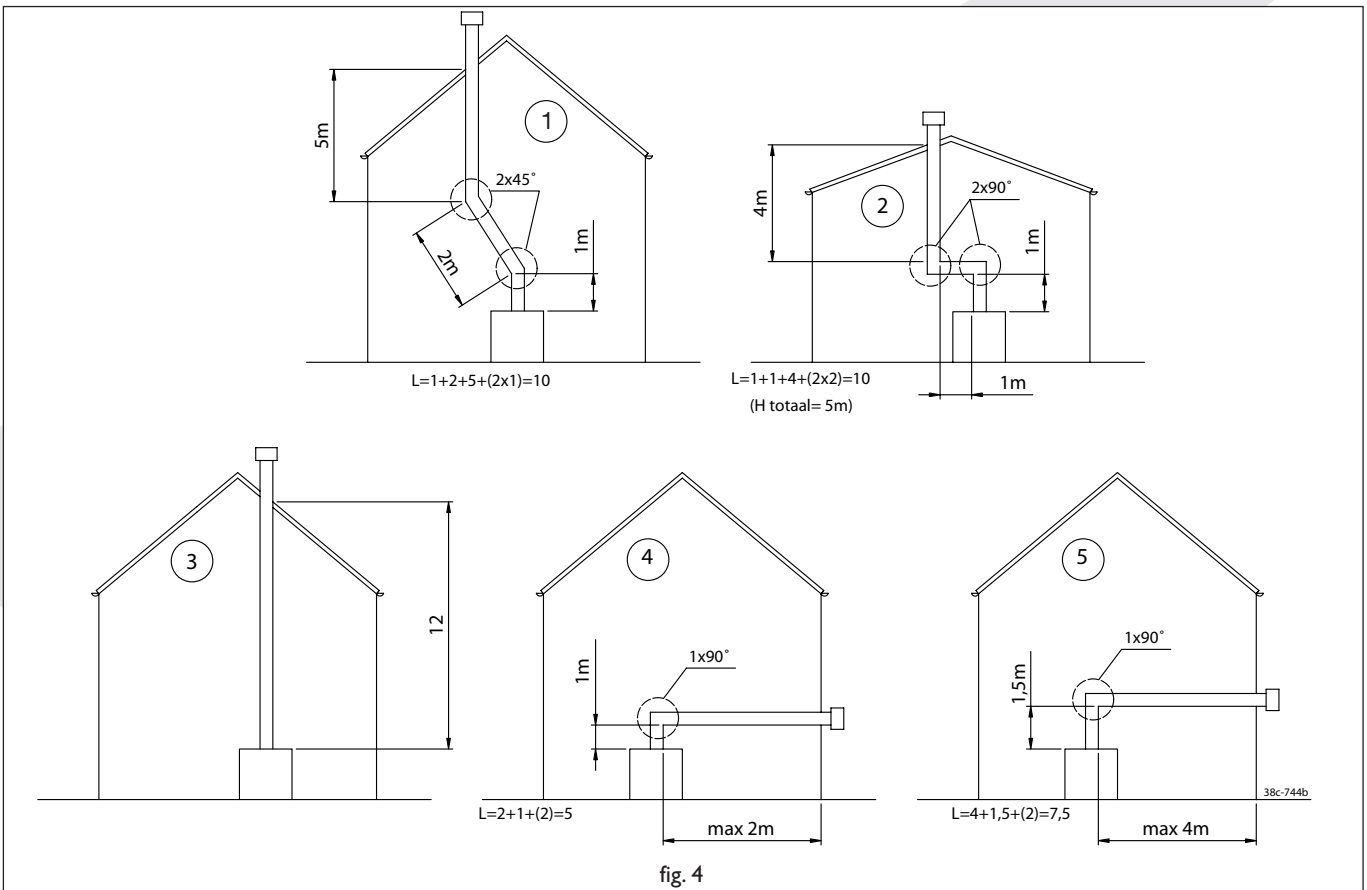 1
5m
2x45°
2m
1m
L=1+2+5+(2x1)=10
2
4m
2x90°
1m
L=1+1+4+(2x2)=10
1m
(H totaal= 5m)
3
12
4
1m
1x90°
L=2+1+(2)=5
max 2m
5
1,5m
1x90°
38c-744b
L=4+1,5+(2)=7,5
max 4m
fig. 4